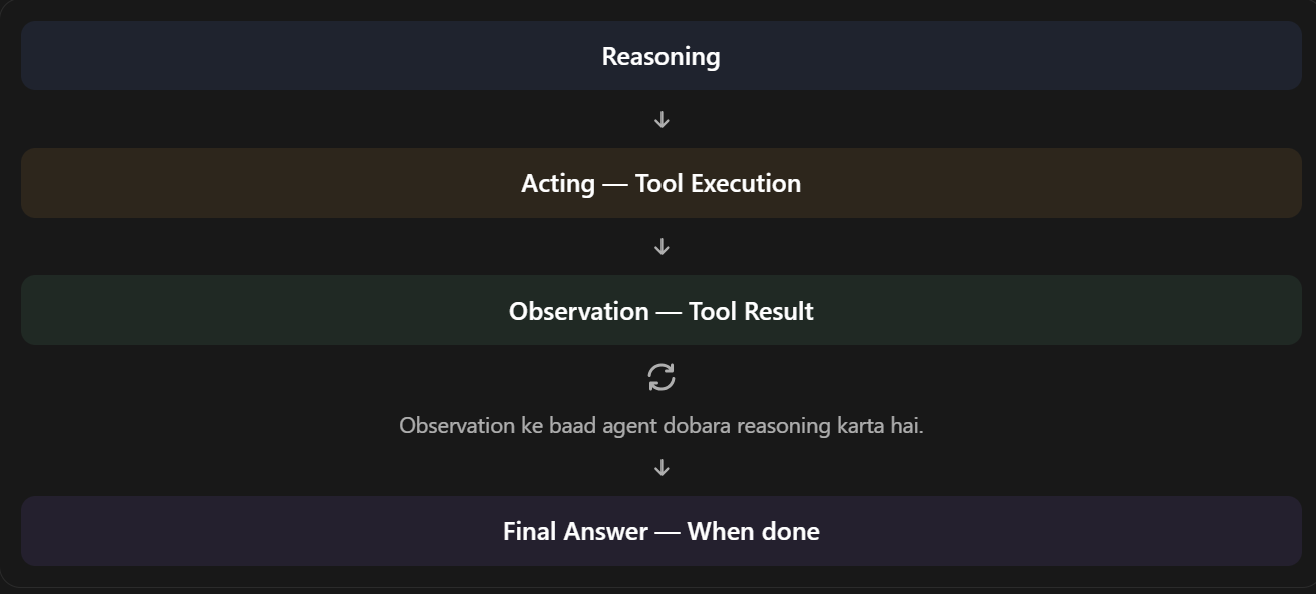 Reasoning
Acting — Tool Execution
Observation — Tool Result
Observation ke baad agent dobara reasoning karta hai.
Final Answer — When done